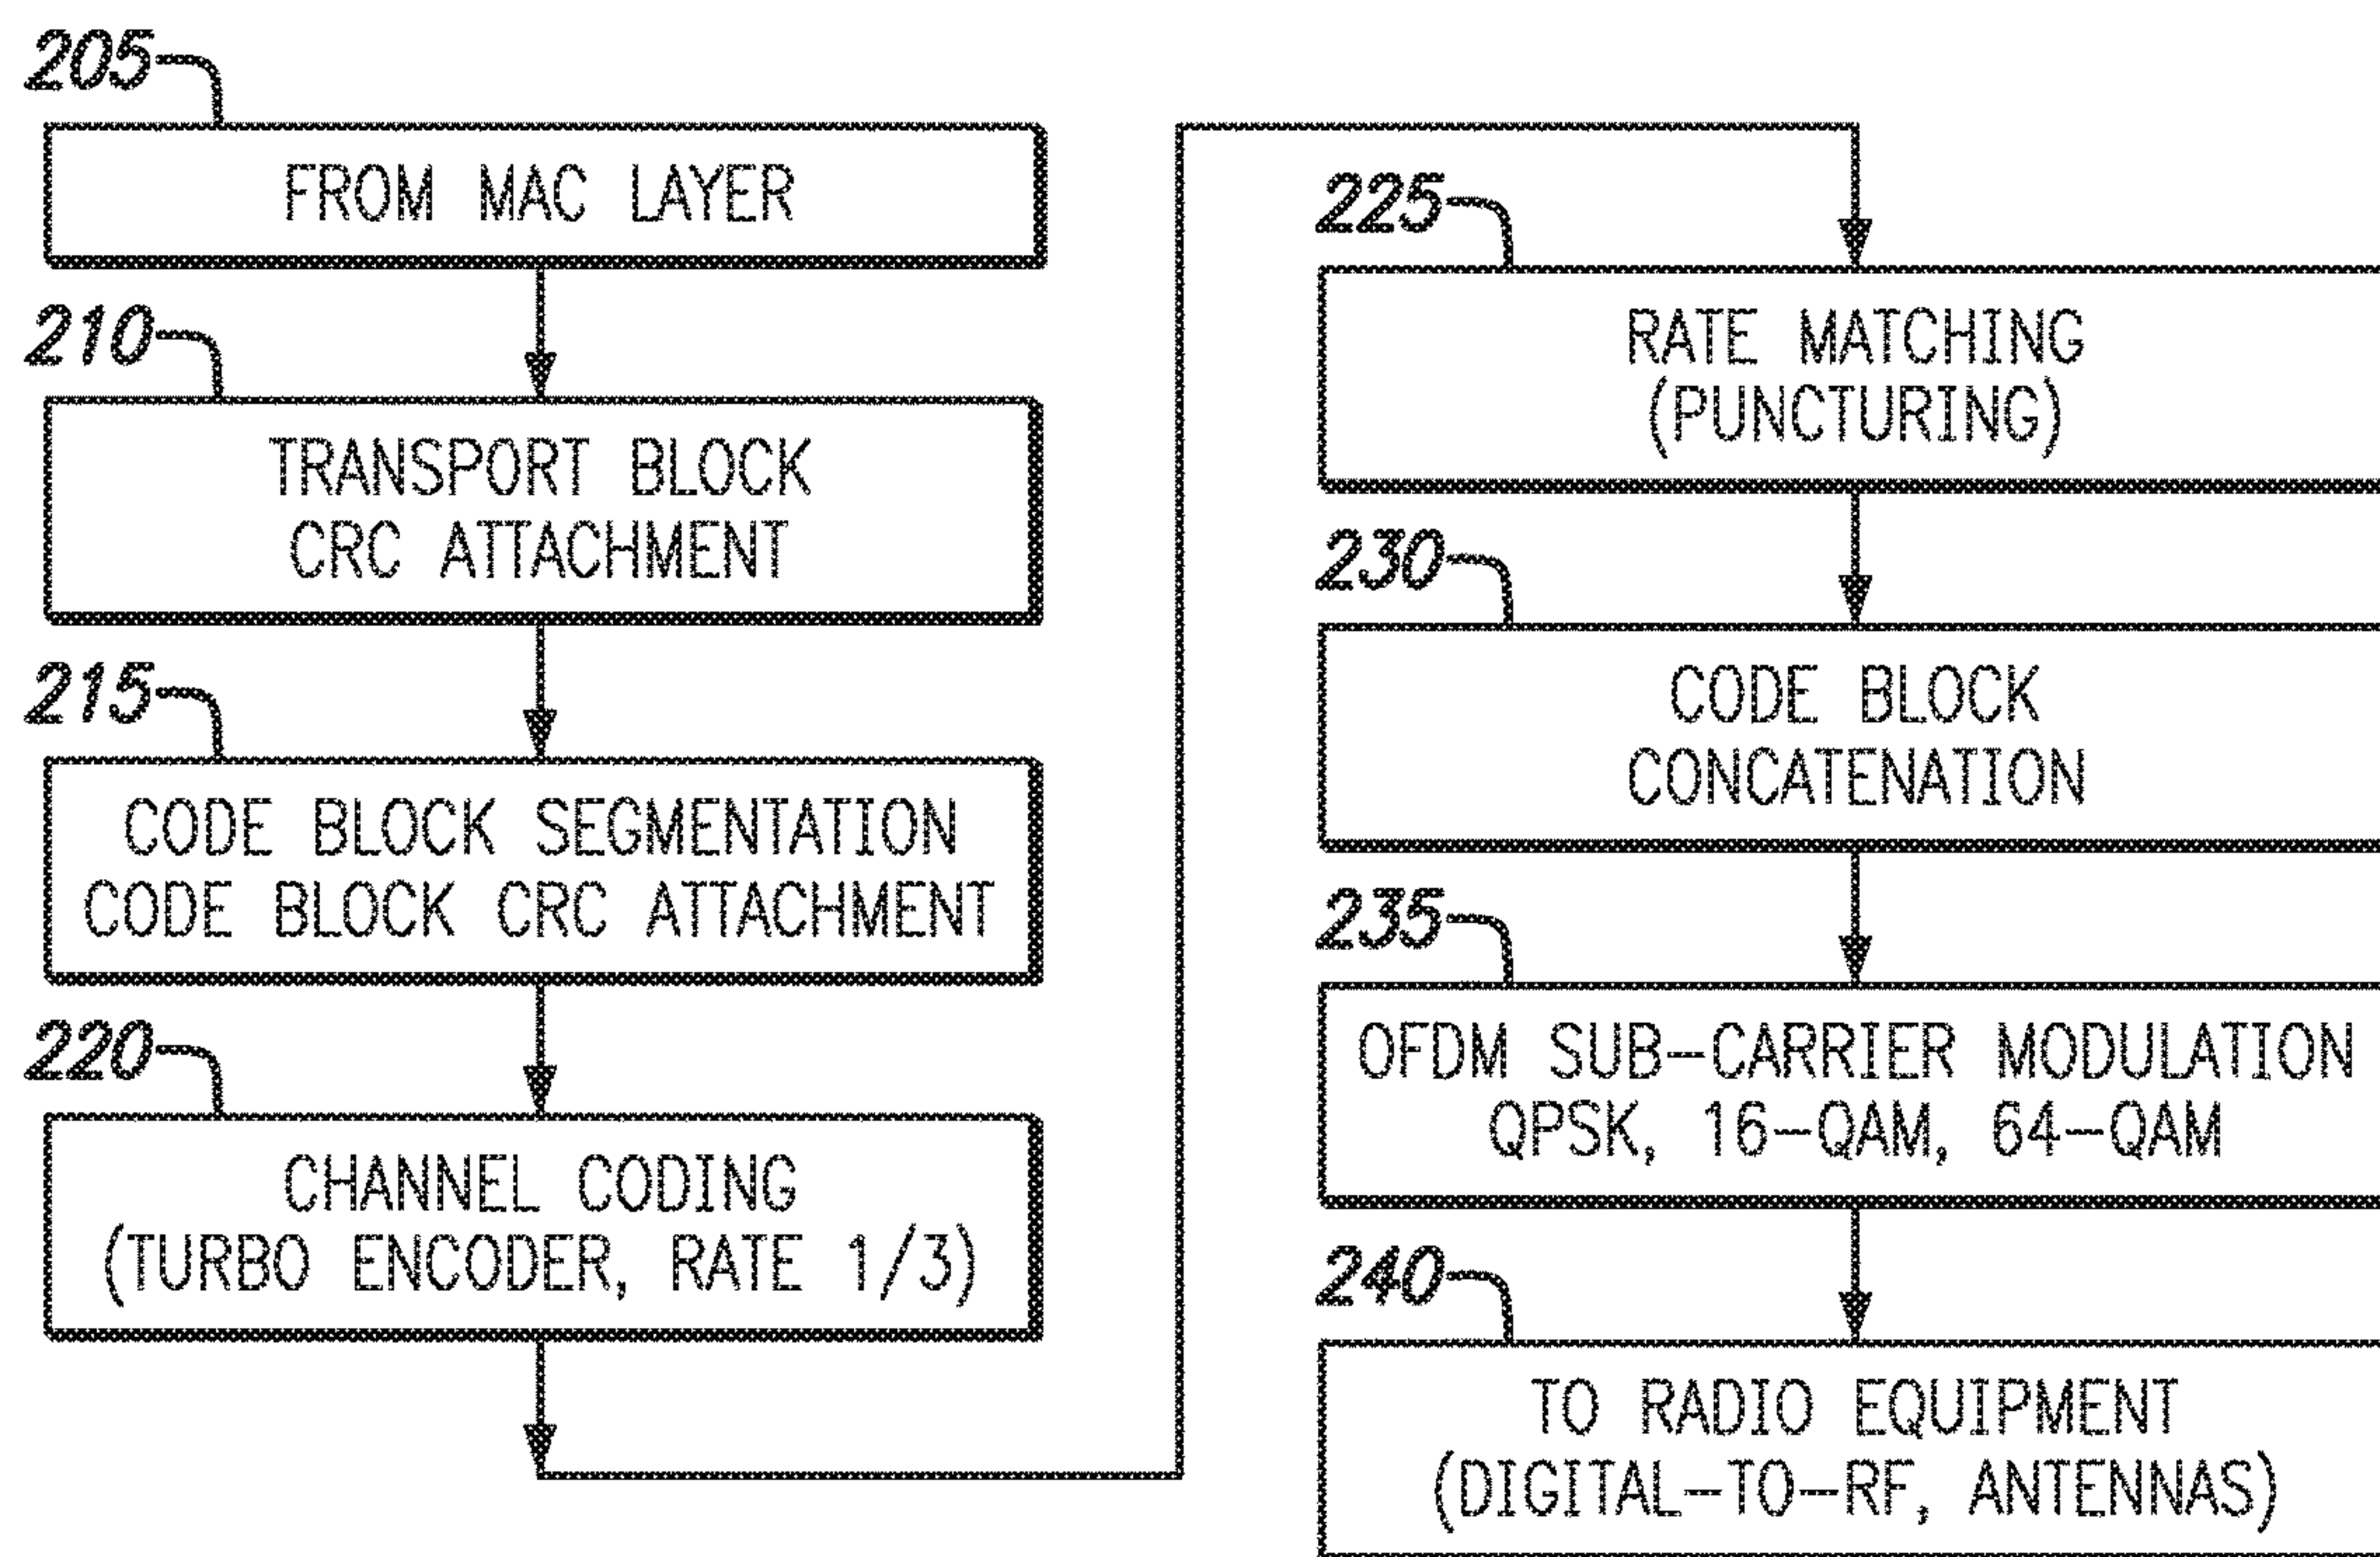 205
FROM MAC LAYER
210
TRANSPORT BLOCK
CRC ATTACHMENT
215
CODE BLOCK SEGMENTATION
CODE BLOCK CRC ATTACHMENT
220
CHANNEL CODING
(TURBO ENCODER, RATE 1/3)
225
RATE MATCHING
(PUNCTURING)
230
CODE BLOCK
CONCATENATION
235
OFDM SUB-CARRIER MODULATION
QPSK, 16-QAM, 64-QAM
240
TO RADIO EQUIPMENT
(DIGITAL-TO-RF, ANTENNAS)